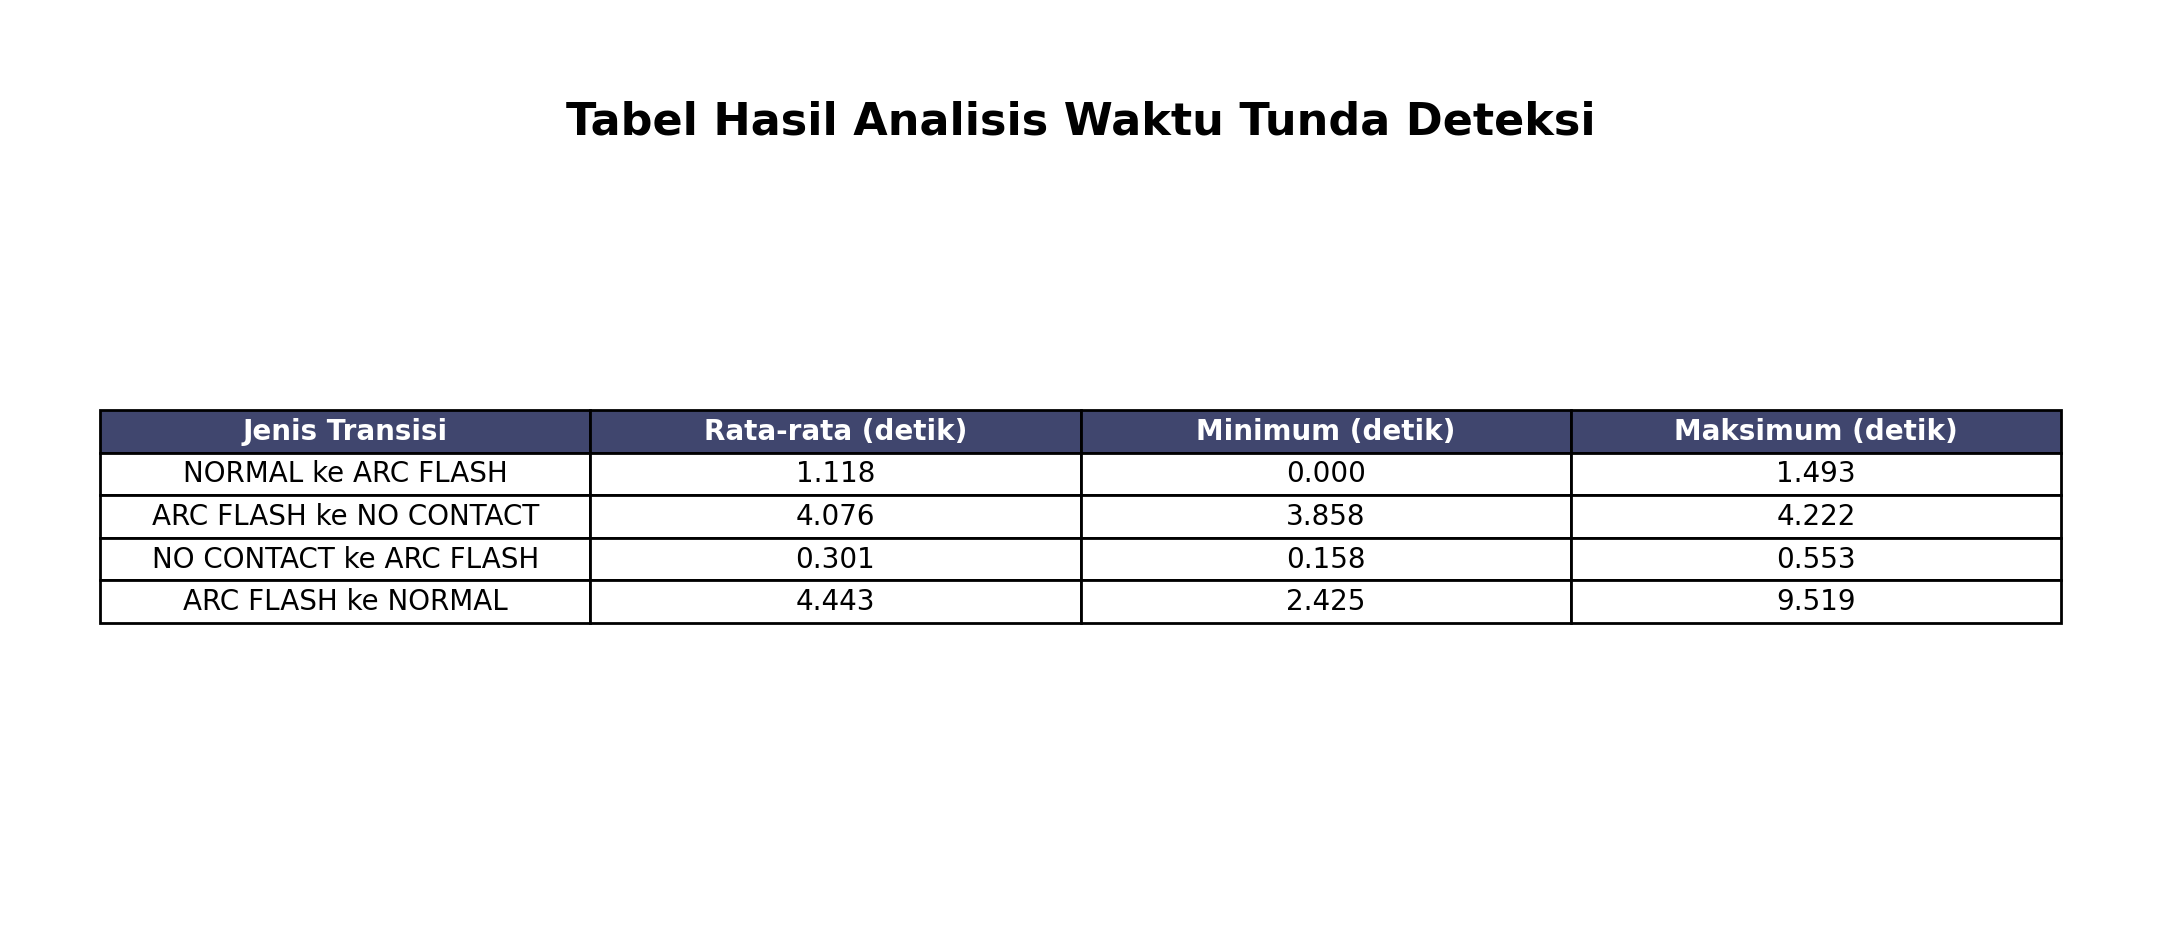 Tabel Hasil Analisis Waktu Tunda Deteksi
Jenis Transisi Rata-rata (detik) Minimum (detik) Maksimum (detik)
NORMAL ke ARC FLASH 1.118 0.000 1.493
ARC FLASH ke NO CONTACT 4.076 3.858 4.222
NO CONTACT ke ARC FLASH 0.301 0.158 0.553
ARC FLASH ke NORMAL 4.443 2.425 9.519